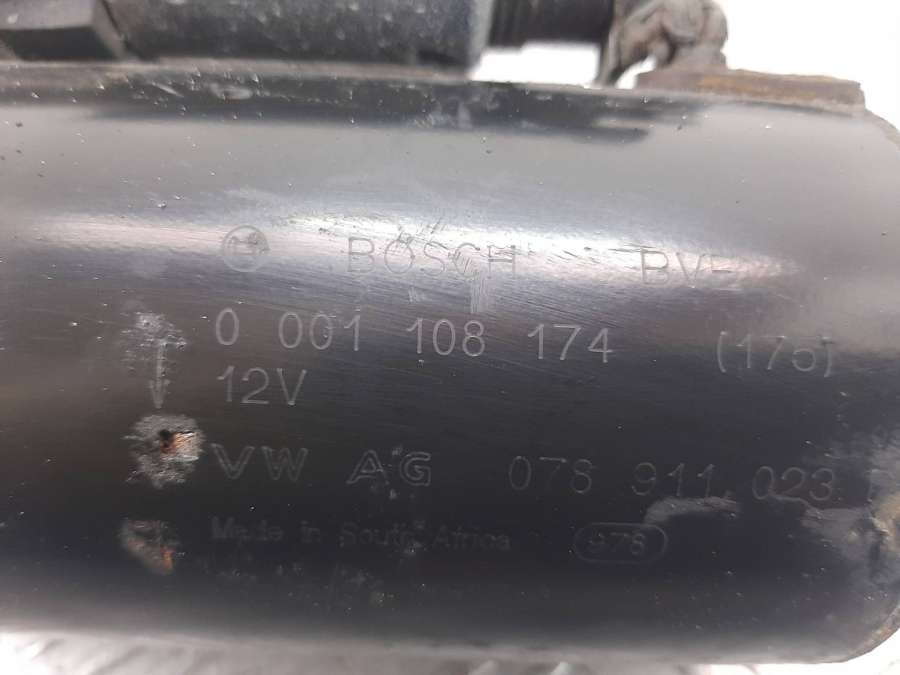 BOSCH BVE
0 001 108 174 (175)
12V
VW AG 078 911 023
Made in South Africa 976